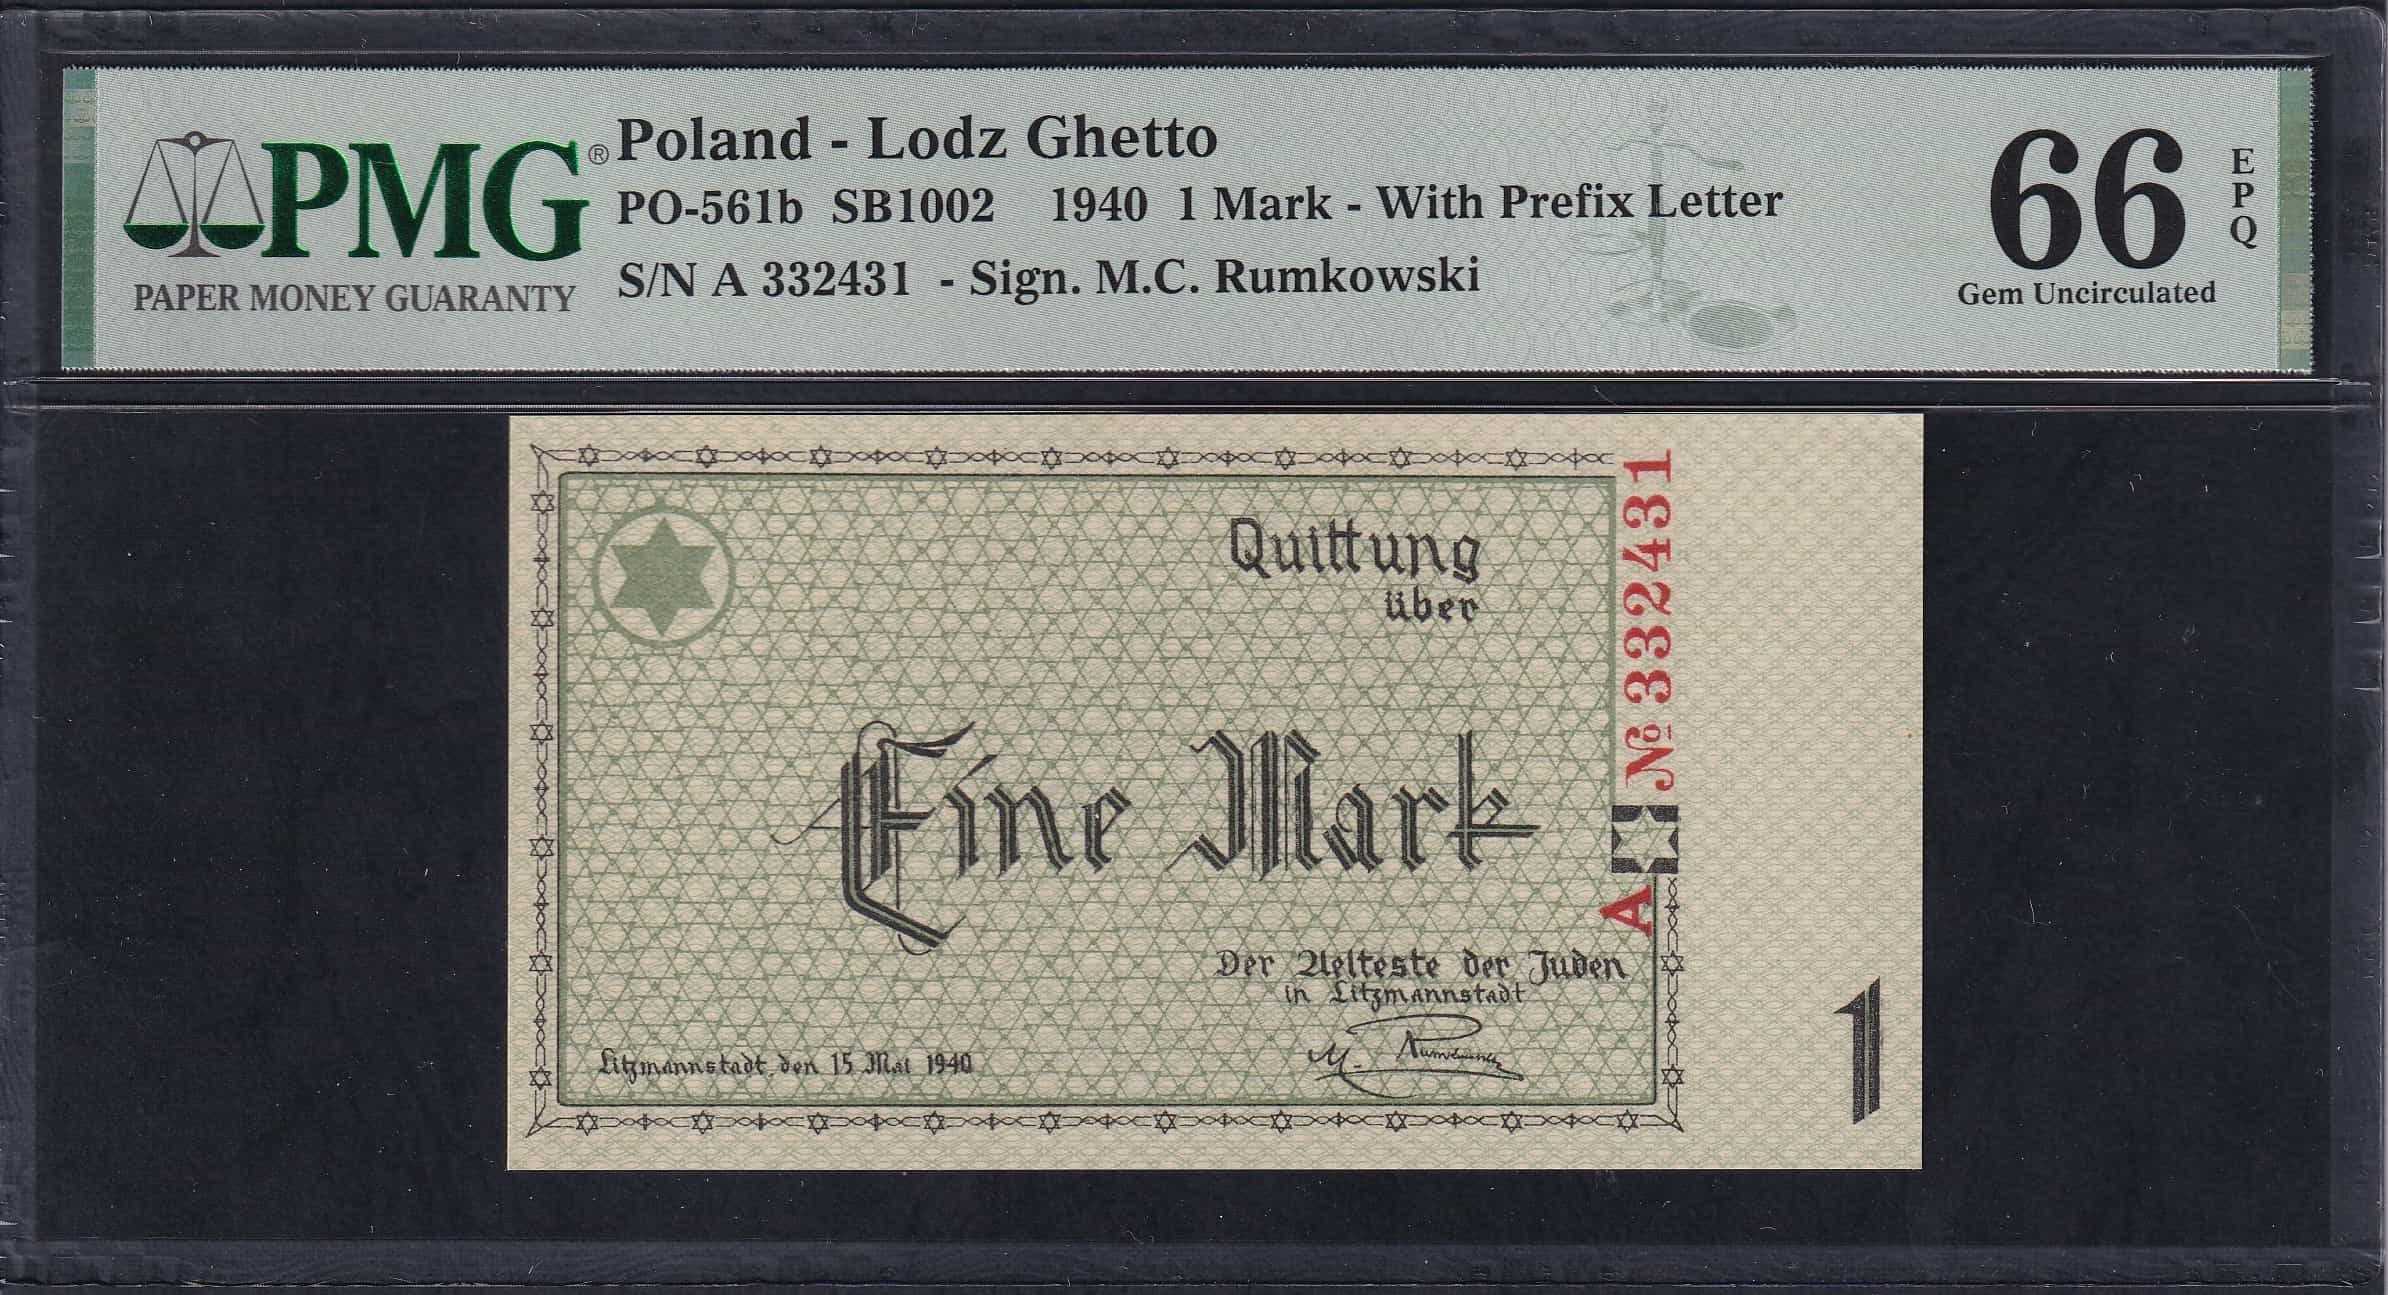 PMG®
PAPER MONEY GUARANTY
Poland - Lodz Ghetto
PO-561b SB1002 1940 1 Mark - With Prefix Letter
S/N A 332431 - Sign. M.C. Rumkowski
66
EPQ
Gem Uncirculated
Quittung
über
Eine Mark
A № 332431
Der Aelteste der Juden
in Litzmannstadt
M. Rumkowski
Litzmannstadt, den 15 Mai 1940
1